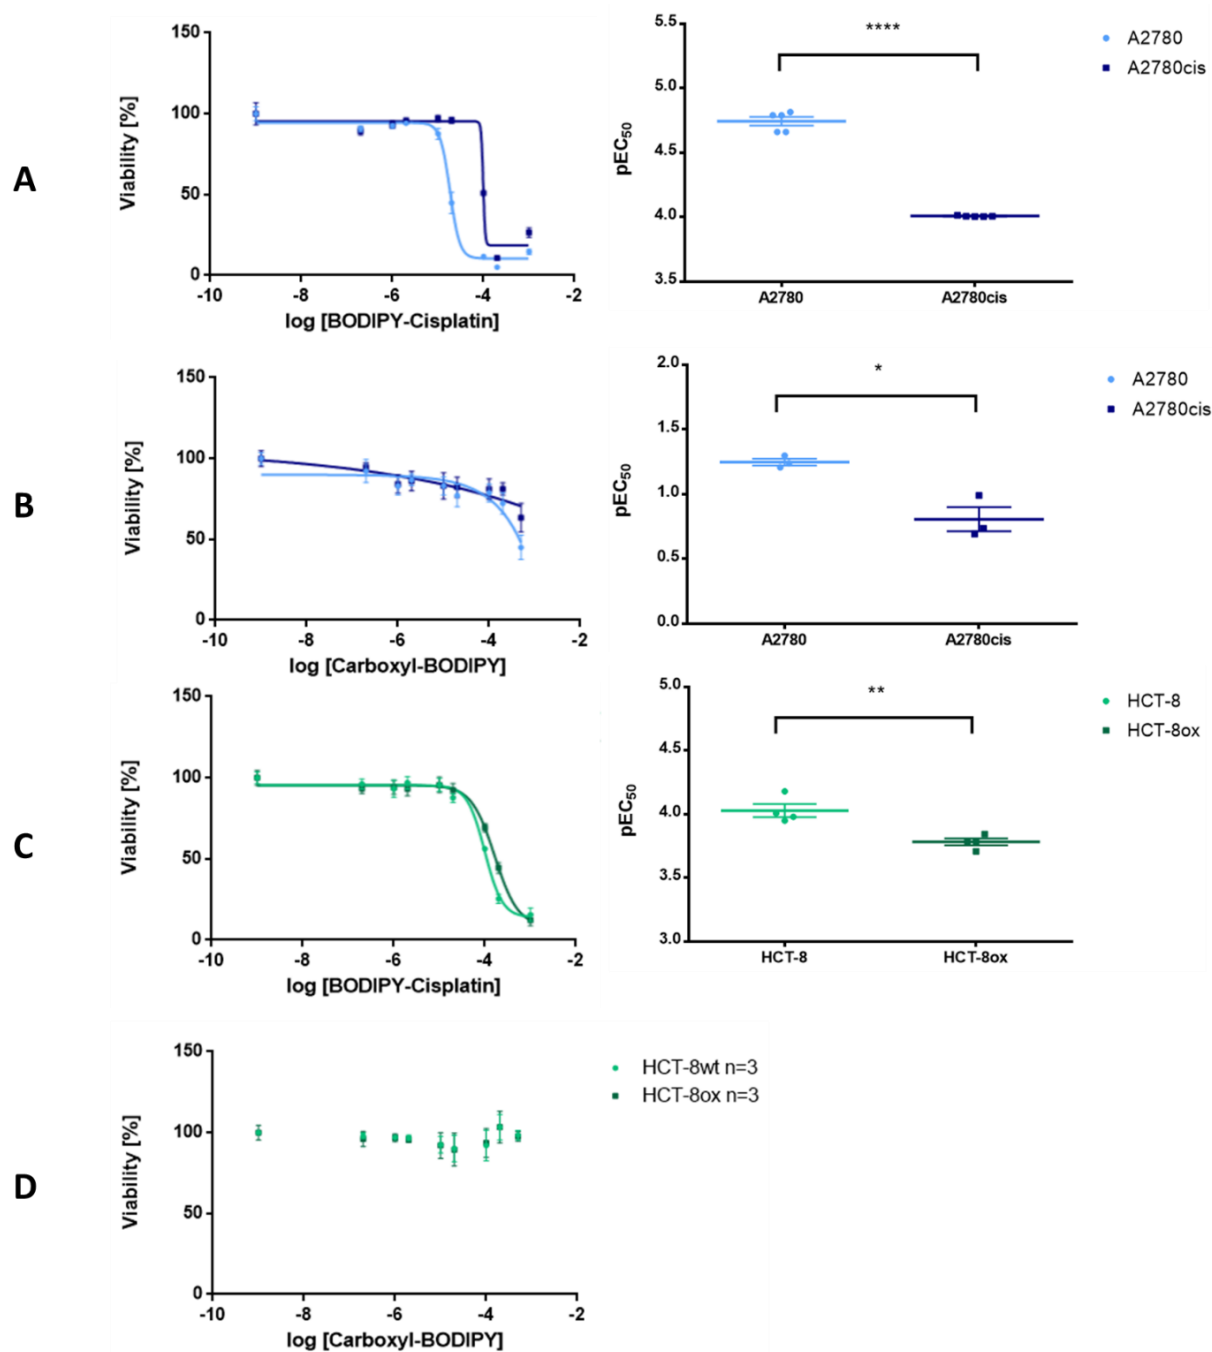 A
150
100
50
0
Viability [%]
-10 -8 -6 -4 -2
log [BODIPY-Cisplatin]
5.5
5.0
4.5
4.0
3.5
pEC50
****
A2780 A2780cis
A2780
A2780cis
B
150
100
50
0
Viability [%]
-10 -8 -6 -4 -2
log [Carboxyl-BODIPY]
2.0
1.5
1.0
0.5
0.0
pEC50
*
A2780 A2780cis
A2780
A2780cis
C
150
100
50
0
Viability [%]
-10 -8 -6 -4 -2
log [BODIPY-Cisplatin]
5.0
4.5
4.0
3.5
3.0
pEC50
**
HCT-8 HCT-8ox
HCT-8
HCT-8ox
D
150
100
50
0
Viability [%]
-10 -8 -6 -4 -2
log [Carboxyl-BODIPY]
HCT-8wt n=3
HCT-8ox n=3